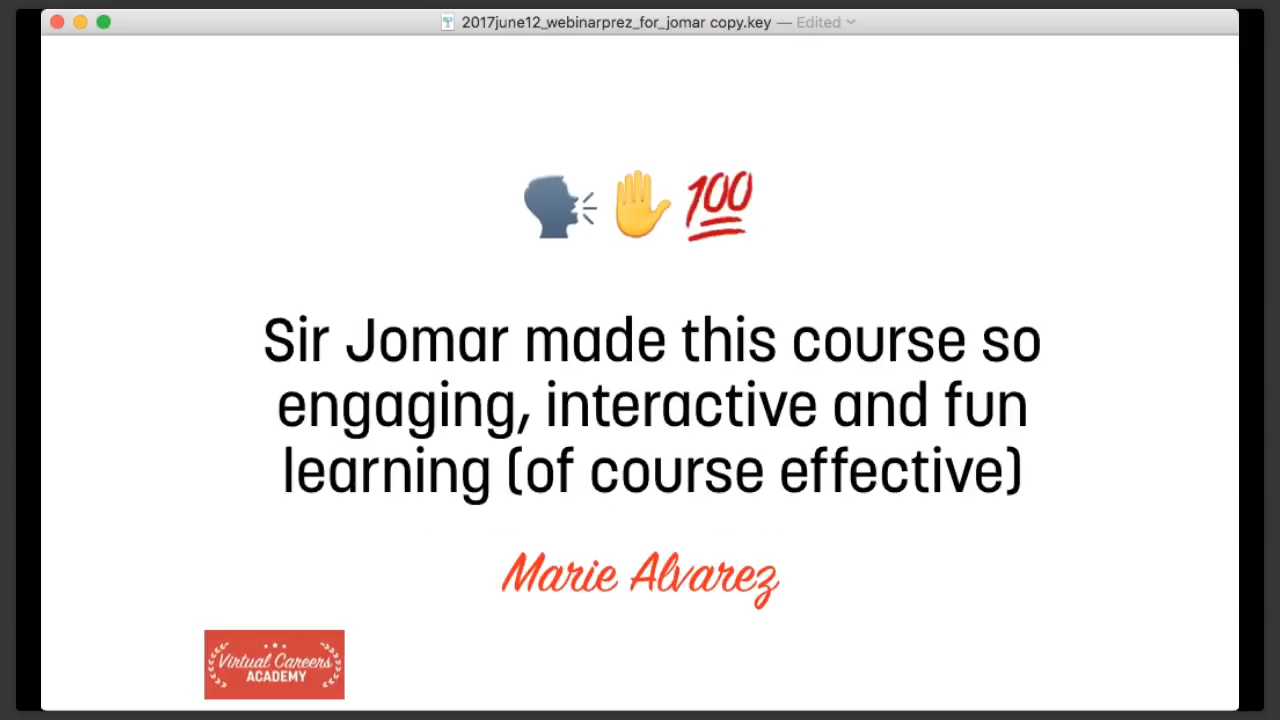 2017june12_webinarprez_for_jomar copy.key — Edited
💯
Sir Jomar made this course so
engaging, interactive and fun
learning (of course effective)
Marie Alvarez
Virtual Careers
ACADEMY